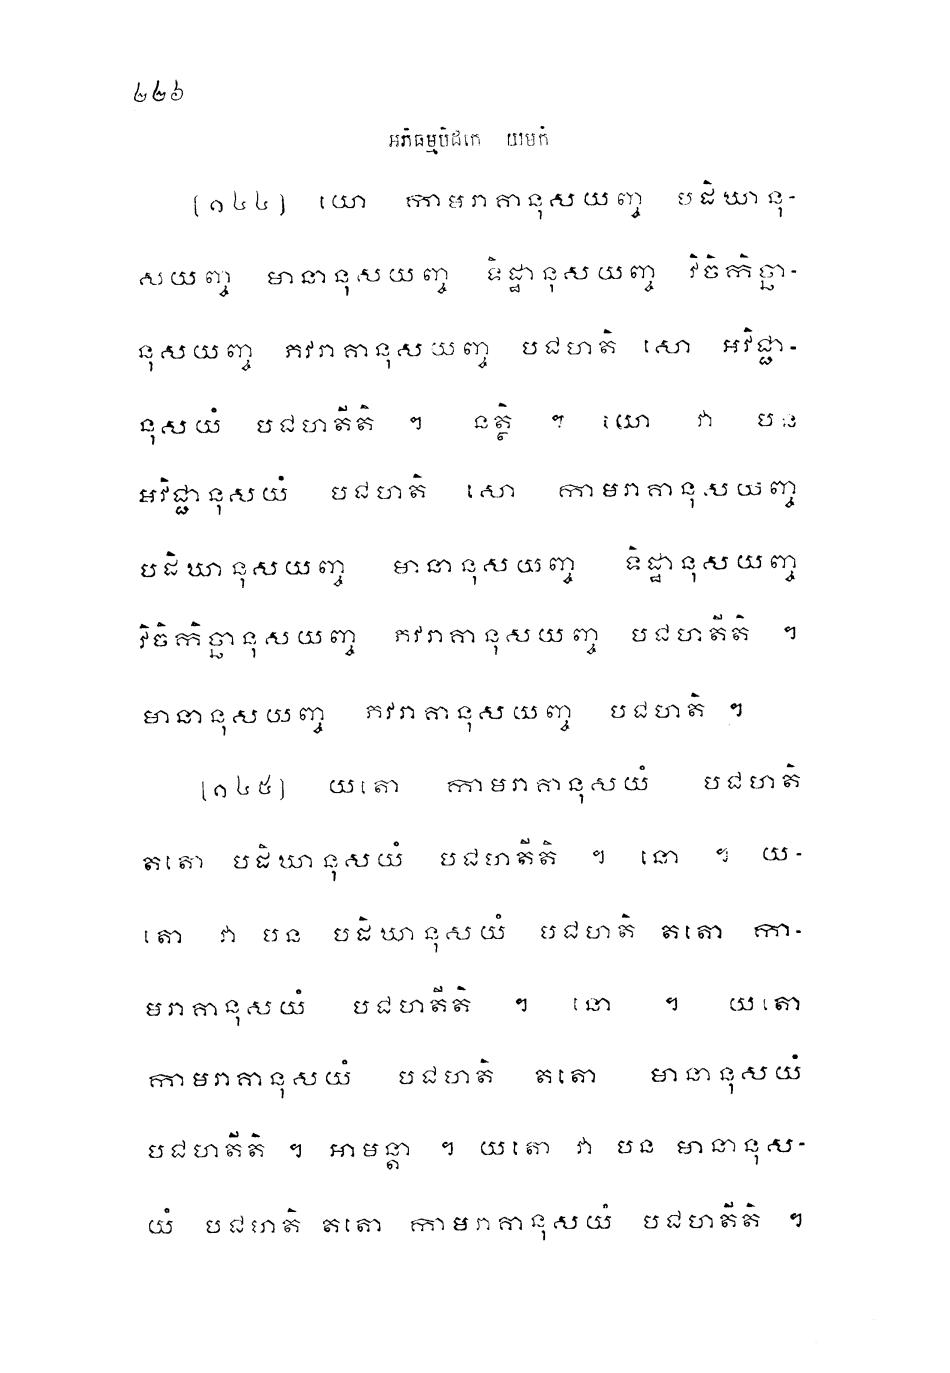 ៤៤៦
អភិធម្មបិដកេ យមកំ
[១៤៤] យោ កាមរាគានុសយញ្ច បដិឃានុ-
សយញ្ច មានានុសយញ្ច ទិដ្ឋានុសយញ្ច វិចិកិច្ឆា-
នុសយញ្ច ភវរាគានុសយញ្ច បជហតិ សោ អវិជ្ជា-
នុសយំ បជហតីតិ ។ នត្ថិ ។ យោ វា បន
អវិជ្ជានុសយំ បជហតិ សោ កាមរាគានុសយញ្ច
បដិឃានុសយញ្ច មានានុសយញ្ច ទិដ្ឋានុសយញ្ច
វិចិកិច្ឆានុសយញ្ច ភវរាគានុសយញ្ច បជហតីតិ ។
មានានុសយញ្ច ភវរាគានុសយញ្ច បជហតិ ។
[១៤៥] យតោ កាមរាគានុសយំ បជហតិ
តតោ បដិឃានុសយំ បជហតីតិ ។ នោ ។ យ-
តោ វា បន បដិឃានុសយំ បជហតិ តតោ កា-
មរាគានុសយំ បជហតីតិ ។ នោ ។ យតោ
កាមរាគានុសយំ បជហតិ តតោ មានានុសយំ
បជហតីតិ ។ អាមន្តា ។ យតោ វា បន មានានុស-
យំ បជហតិ តតោ កាមរាគានុសយំ បជហតីតិ ។